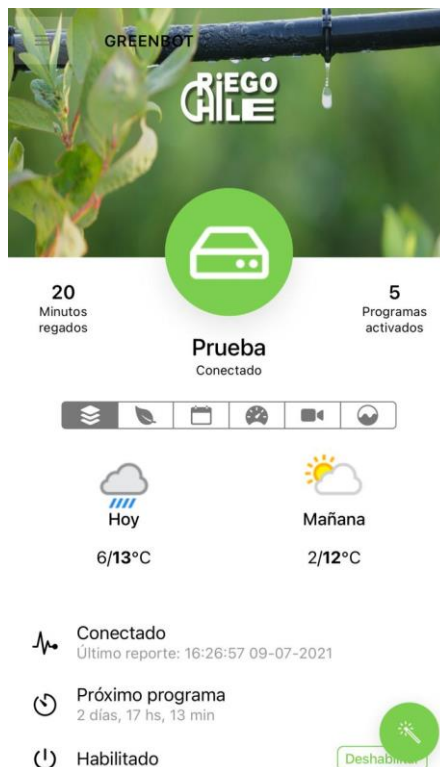 GREENBOT
RiEGO
CHiLE
20
Minutos
regados
5
Programas
activados
Prueba
Conectado
Hoy
Mañana
6/13°C
2/12°C
Conectado
Último reporte: 16:26:57 09-07-2021
Próximo programa
2 días, 17 hs, 13 min
Habilitado